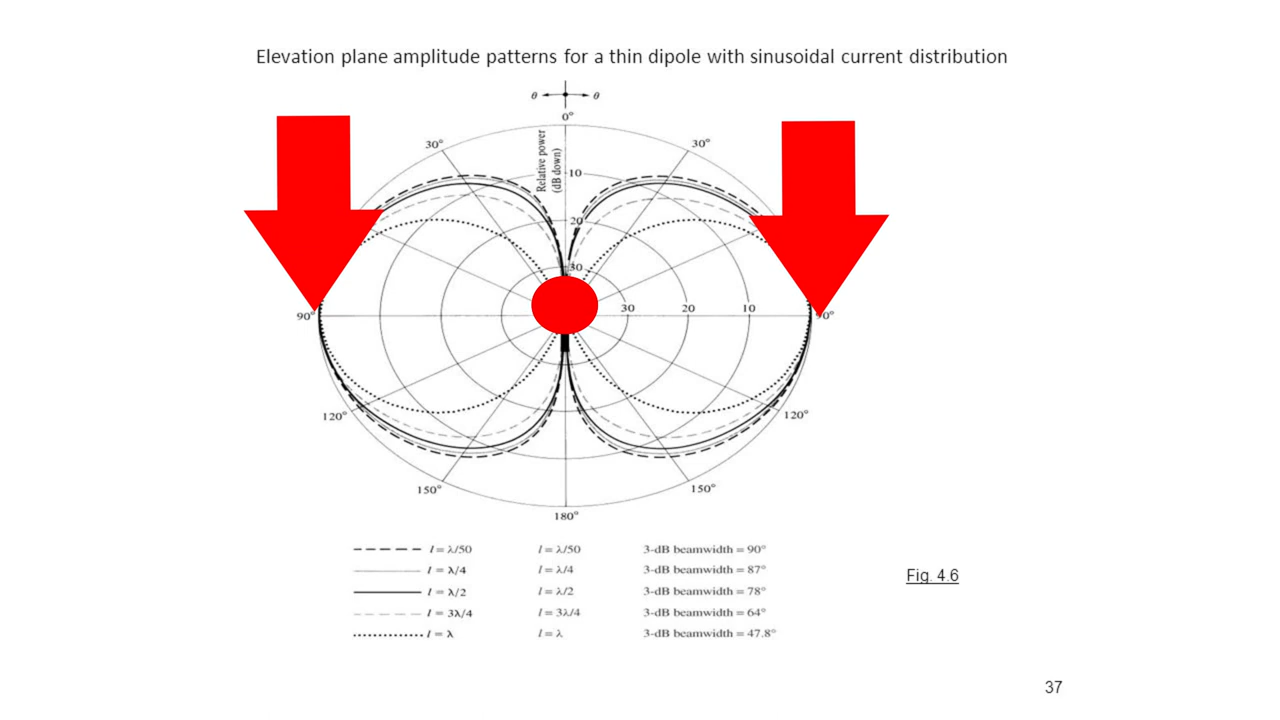 Elevation plane amplitude patterns for a thin dipole with sinusoidal current distribution
θ θ
0°
30° 30°
Relative power
(dB down)
10
20
30
30 20 10
90° 90°
120° 120°
150° 150°
180°
l = λ/50 l = λ/50 3-dB beamwidth = 90°
l = λ/4 l = λ/4 3-dB beamwidth = 87°
l = λ/2 l = λ/2 3-dB beamwidth = 78°
l = 3λ/4 l = 3λ/4 3-dB beamwidth = 64°
l = λ l = λ 3-dB beamwidth = 47.8°
Fig. 4.6
37